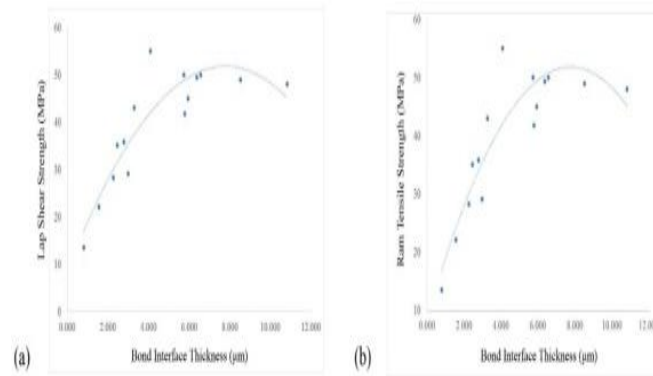 60
50
40
30
20
10
0
Lap Shear Strength (MPa)
0.000 2.000 4.000 6.000 8.000 10.000 12.000
Bond Interface Thickness (μm)
(a)
60
50
40
30
20
10
Ram Tensile Strength (MPa)
0.000 2.000 4.000 6.000 8.000 10.000 12.000
Bond Interface Thickness (μm)
(b)